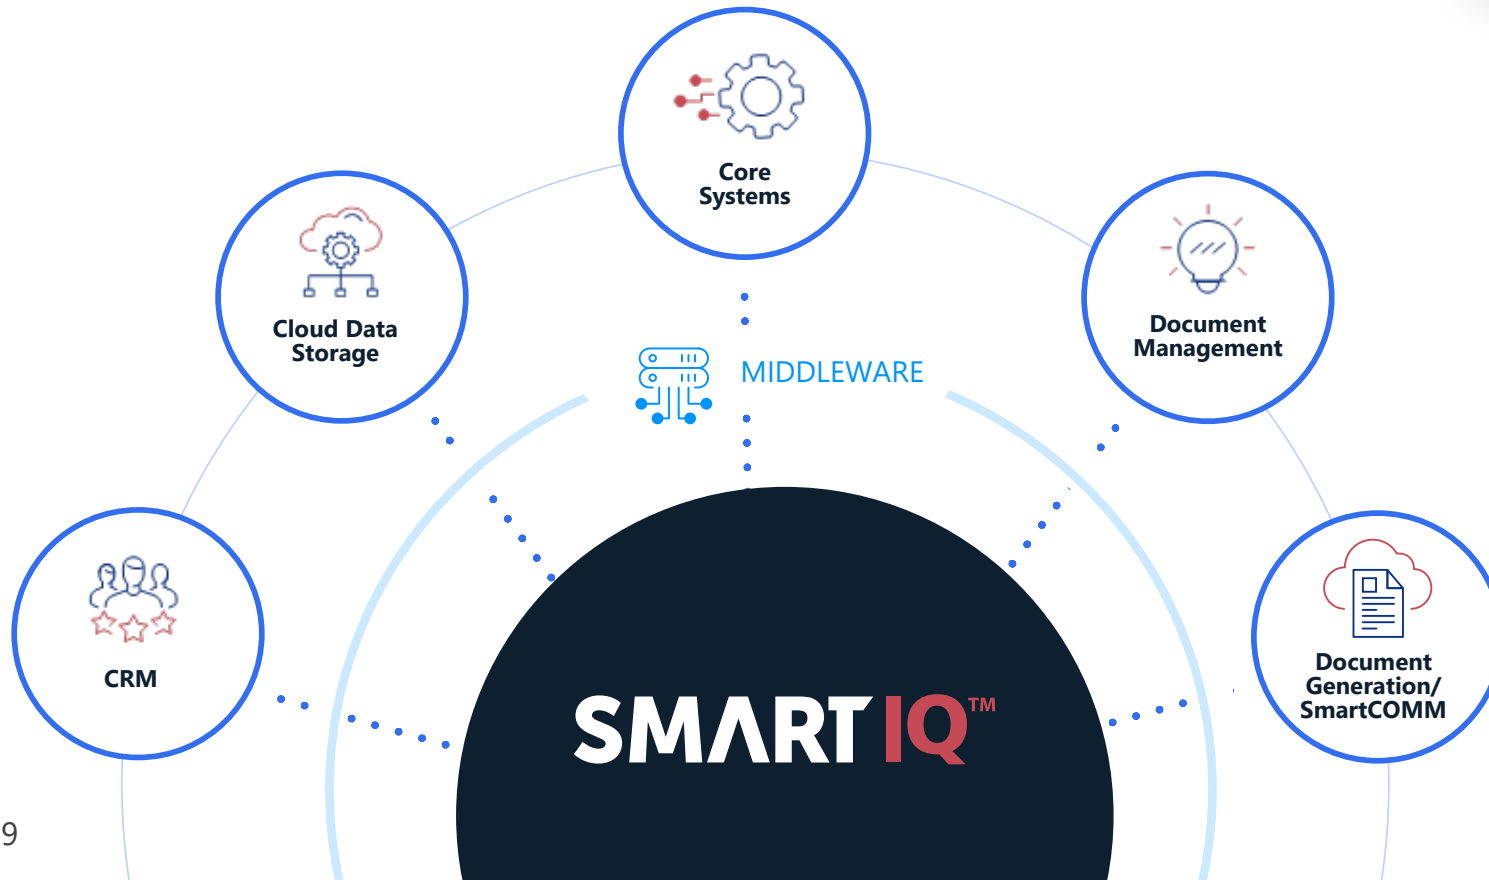 Core
Systems
Cloud Data
Storage
Document
Management
MIDDLEWARE
CRM
Document
Generation/
SmartCOMM
SMART IQ™
9